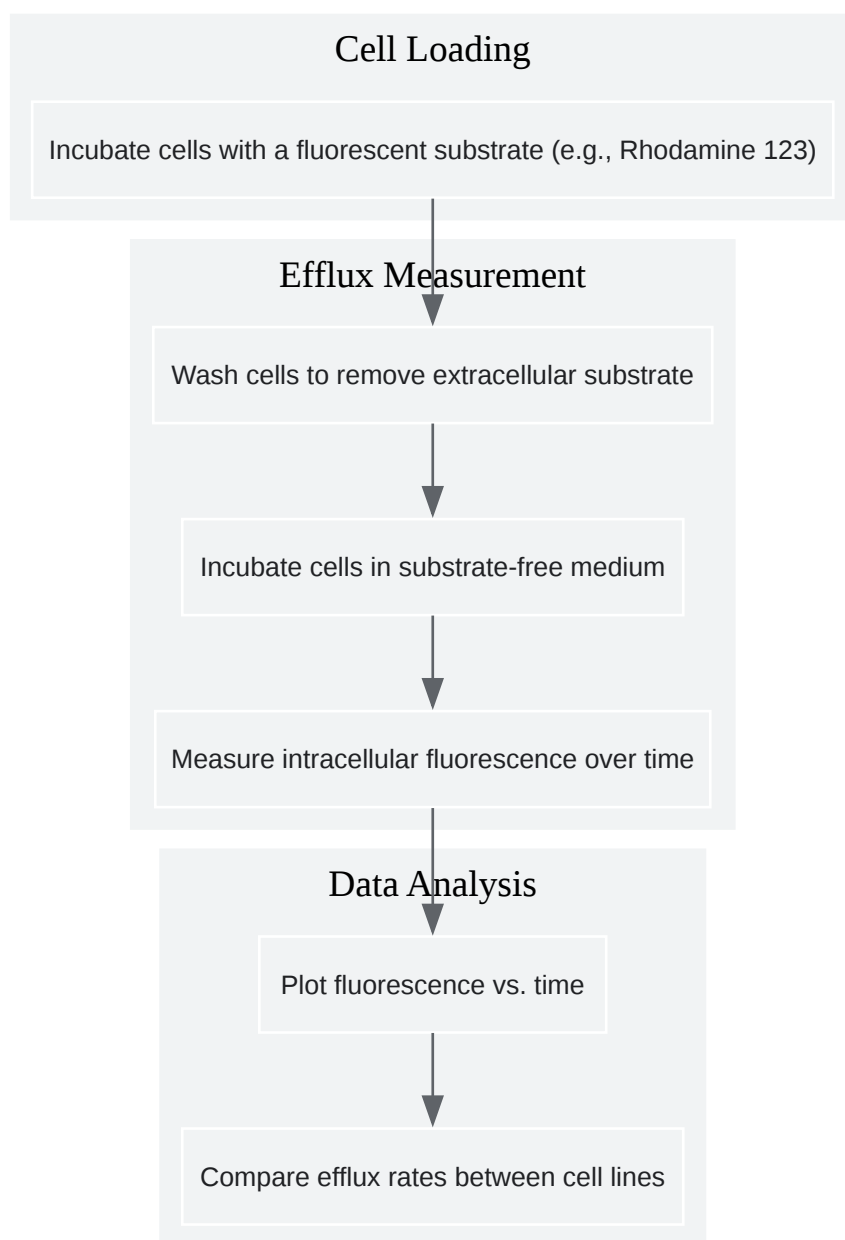 Cell Loading
Incubate cells with a fluorescent substrate (e.g., Rhodamine 123)
Efflux Measurement
Wash cells to remove extracellular substrate
Incubate cells in substrate-free medium
Measure intracellular fluorescence over time
Data Analysis
Plot fluorescence vs. time
Compare efflux rates between cell lines